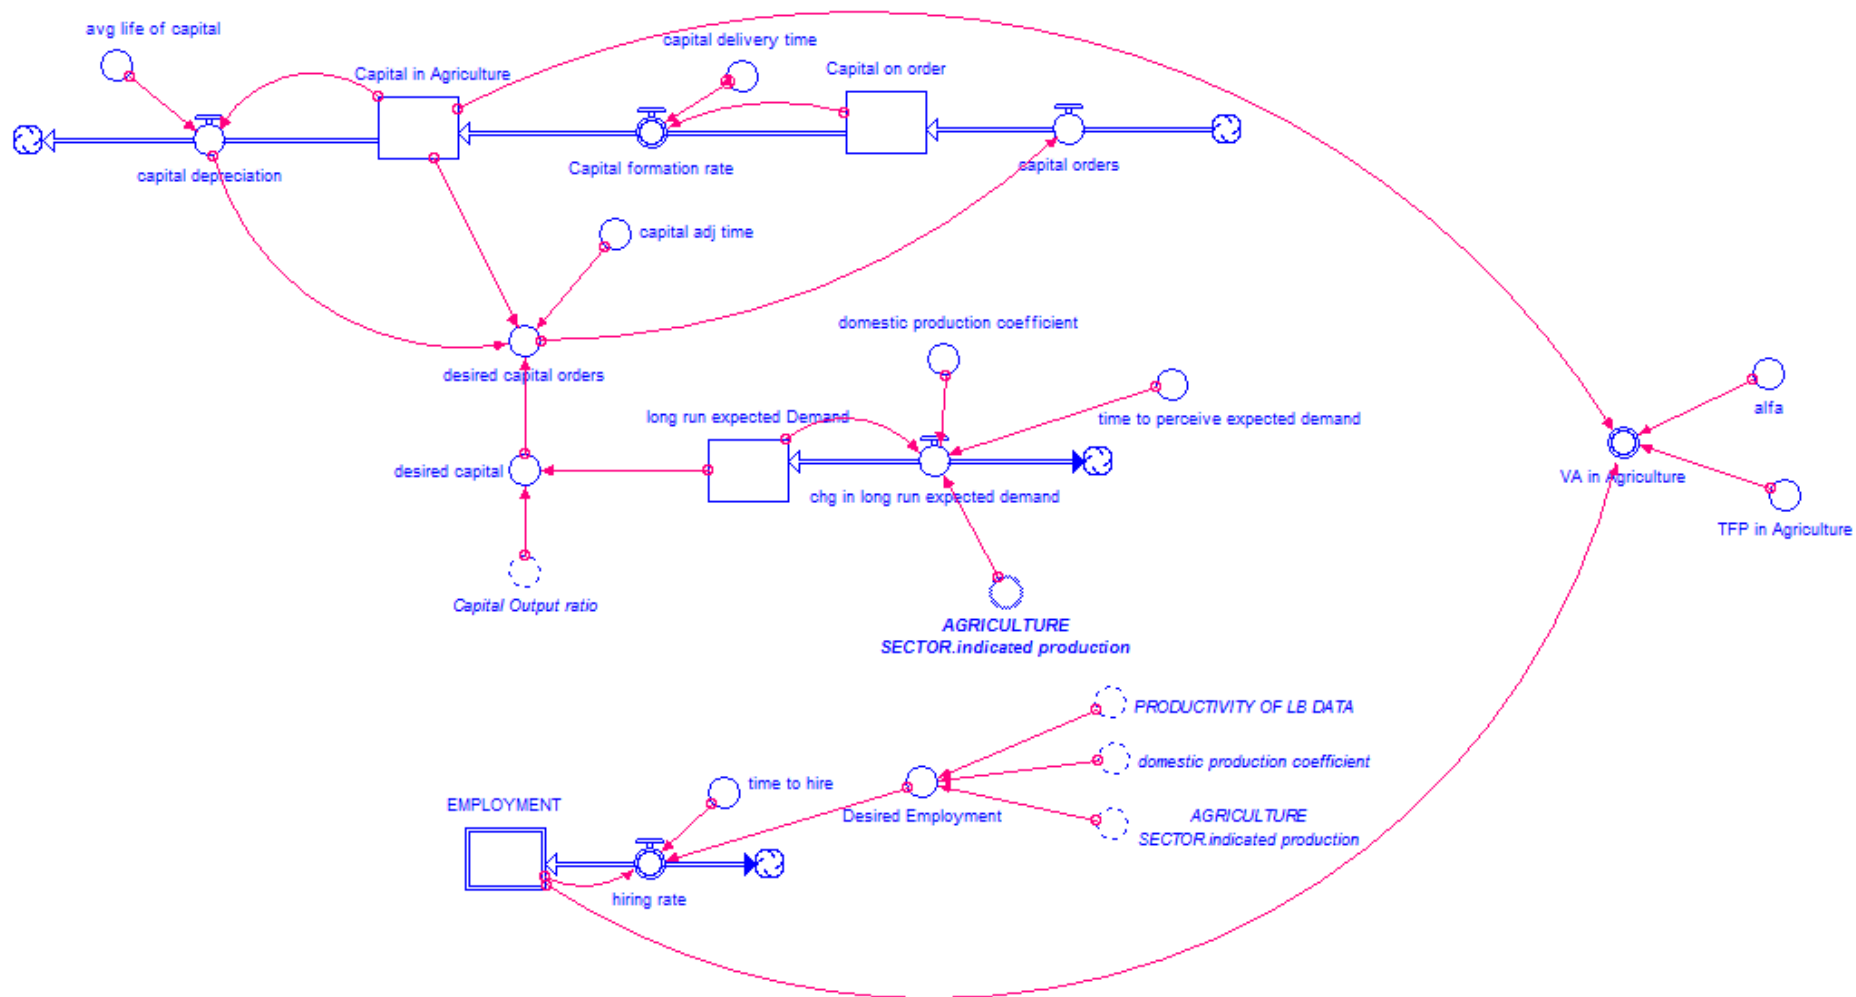 avg life of capital
capital delivery time
Capital in Agriculture
Capital on order
capital depreciation
Capital formation rate
capital orders
capital adj time
domestic production coefficient
desired capital orders
long run expected Demand
time to perceive expected demand
alfa
desired capital
chg in long run expected demand
VA in Agriculture
TFP in Agriculture
Capital Output ratio
AGRICULTURE
SECTOR.indicated production
PRODUCTIVITY OF LB DATA
domestic production coefficient
time to hire
EMPLOYMENT
Desired Employment
AGRICULTURE
SECTOR.indicated production
hiring rate